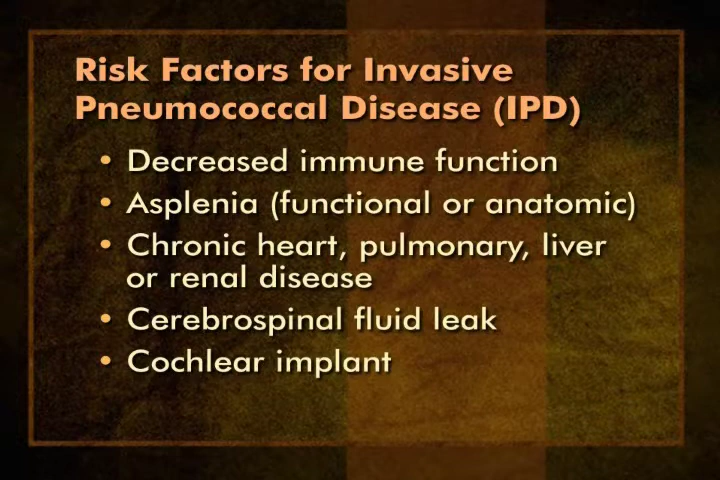 Risk Factors for Invasive
Pneumococcal Disease (IPD)
• Decreased immune function
• Asplenia (functional or anatomic)
• Chronic heart, pulmonary, liver
or renal disease
• Cerebrospinal fluid leak
• Cochlear implant